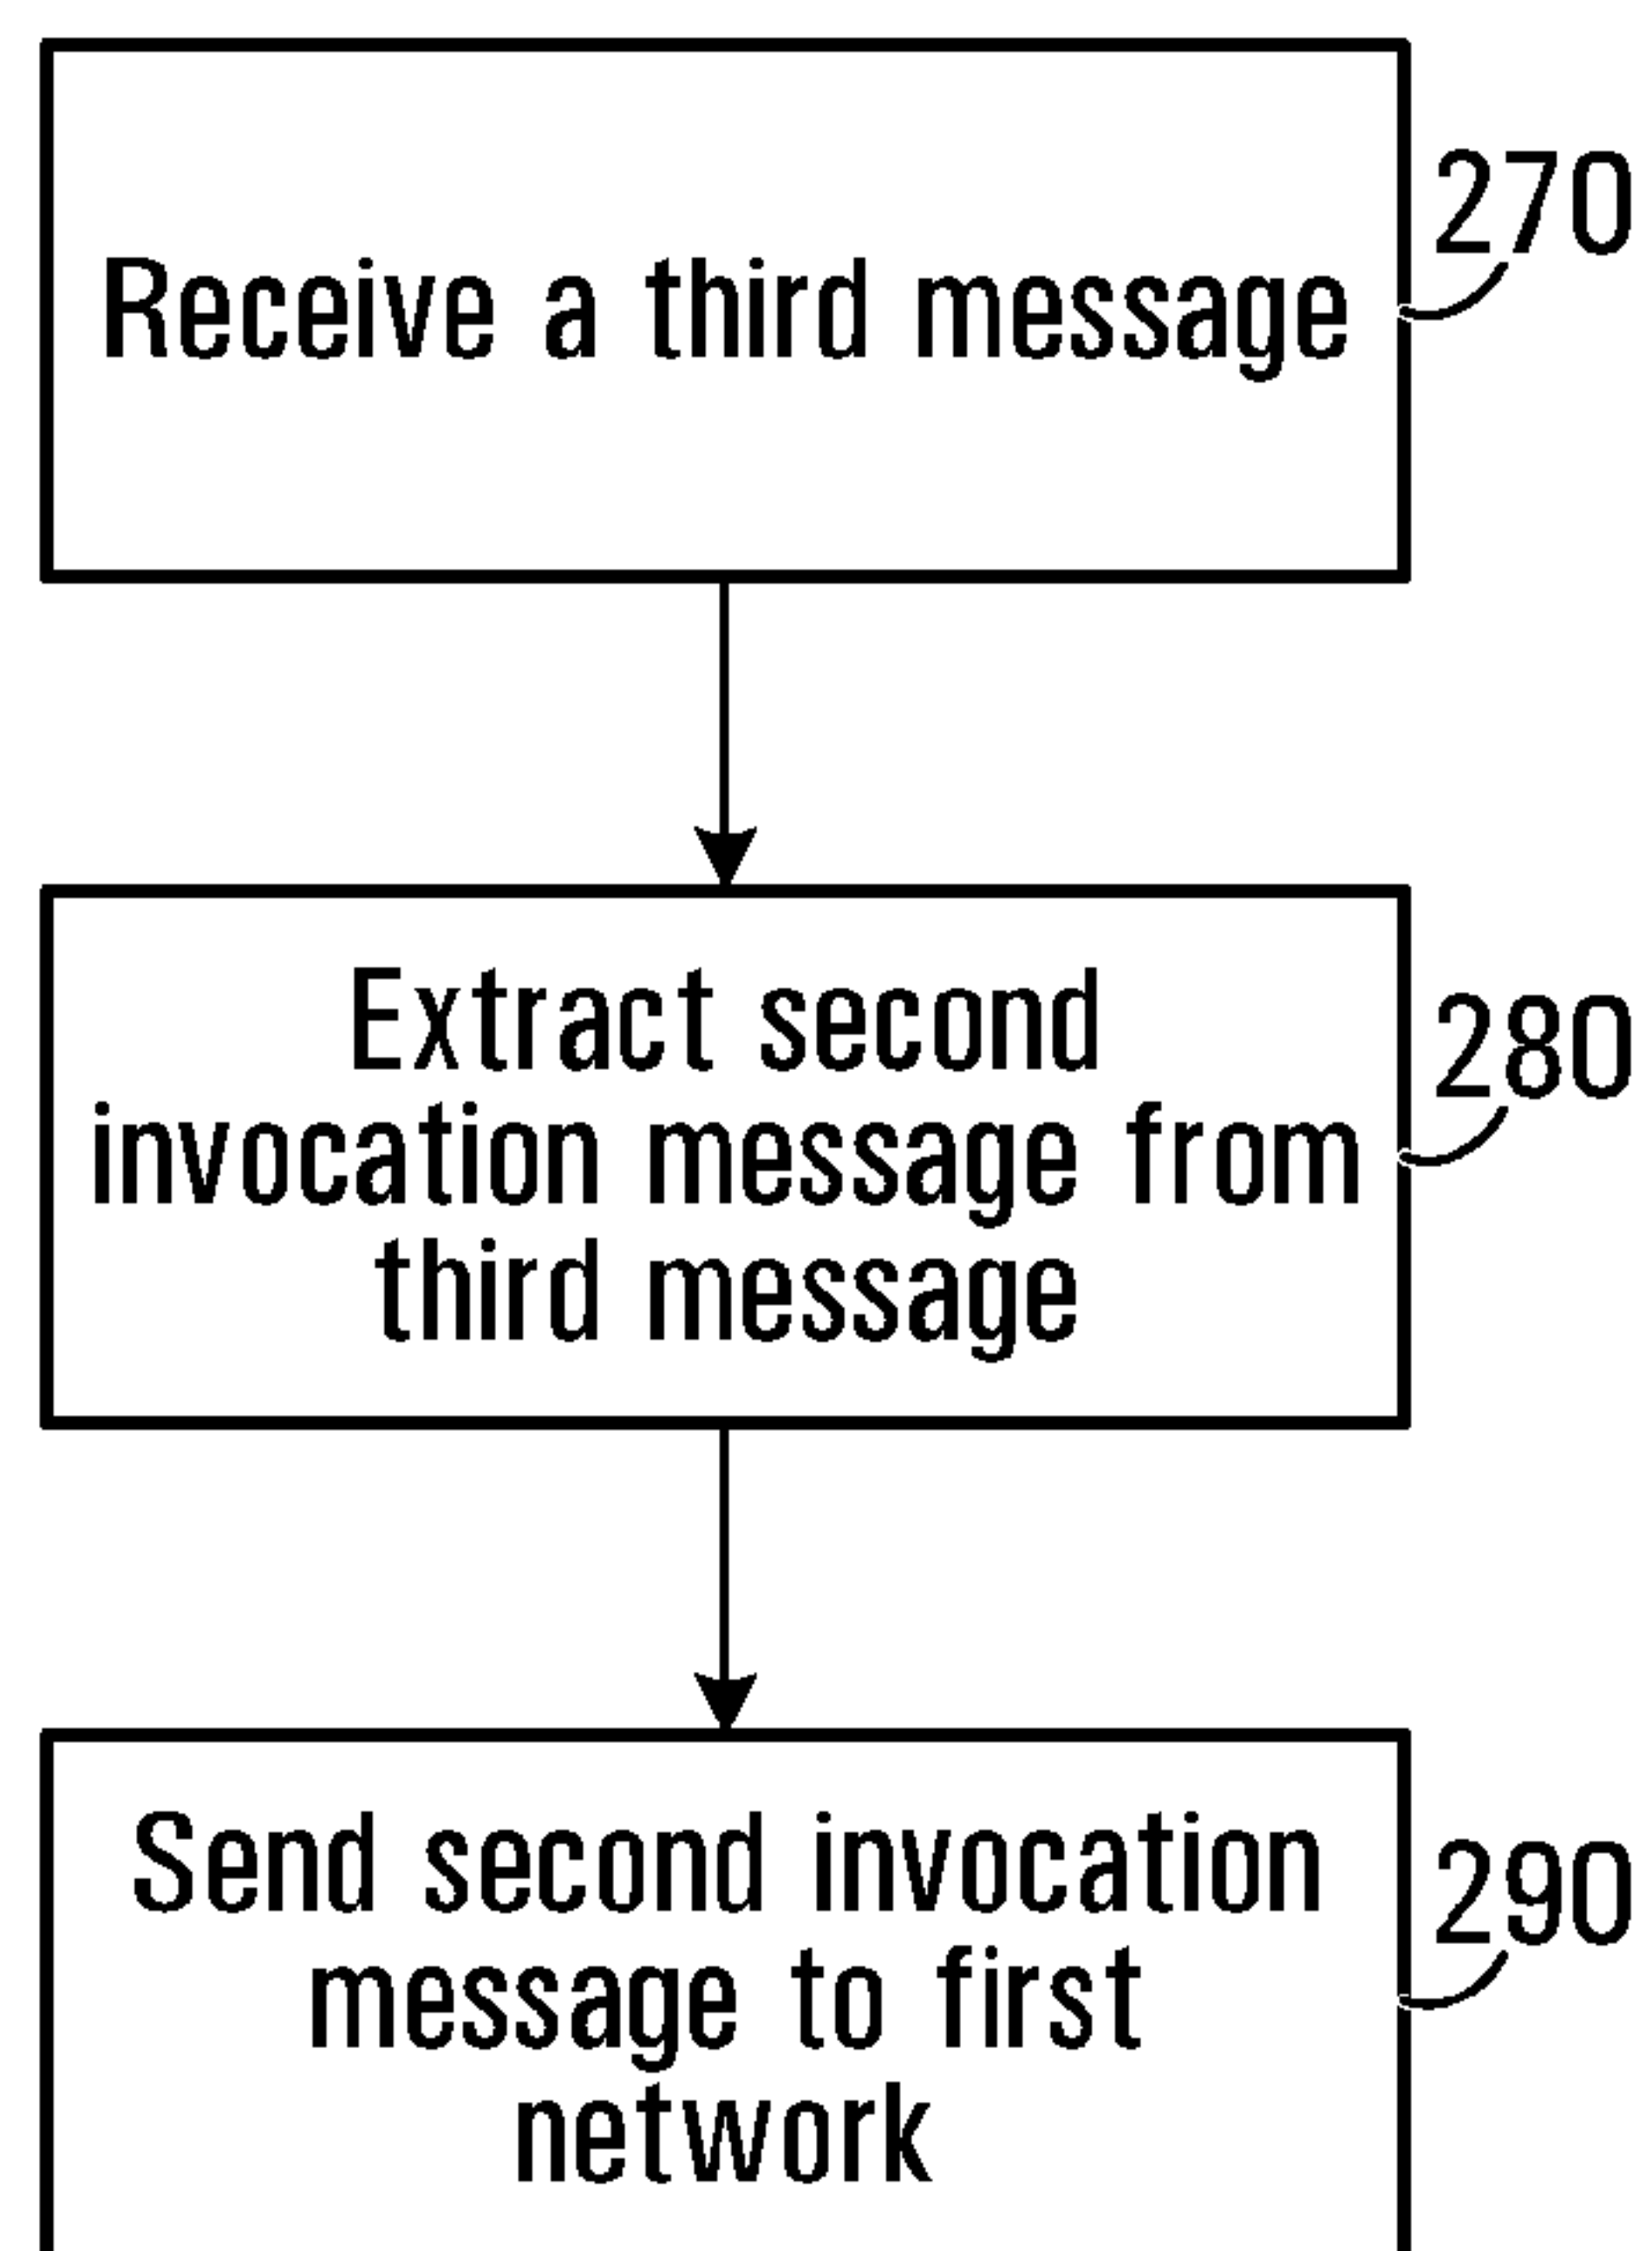 Receive a third message
270
Extract second
invocation message from
third message
280
Send second invocation
message to first
network
290